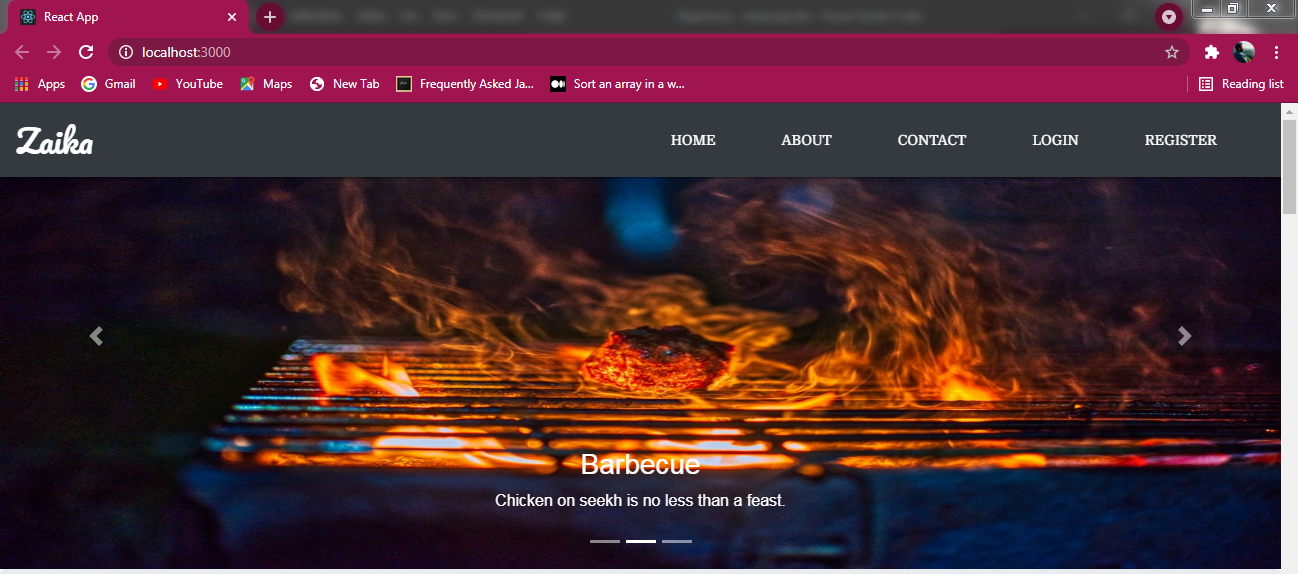 React App
localhost:3000
Apps Gmail YouTube Maps New Tab Frequently Asked Ja... Sort an array in a w... Reading list
Zaika HOME ABOUT CONTACT LOGIN REGISTER
Barbecue
Chicken on seekh is no less than a feast.